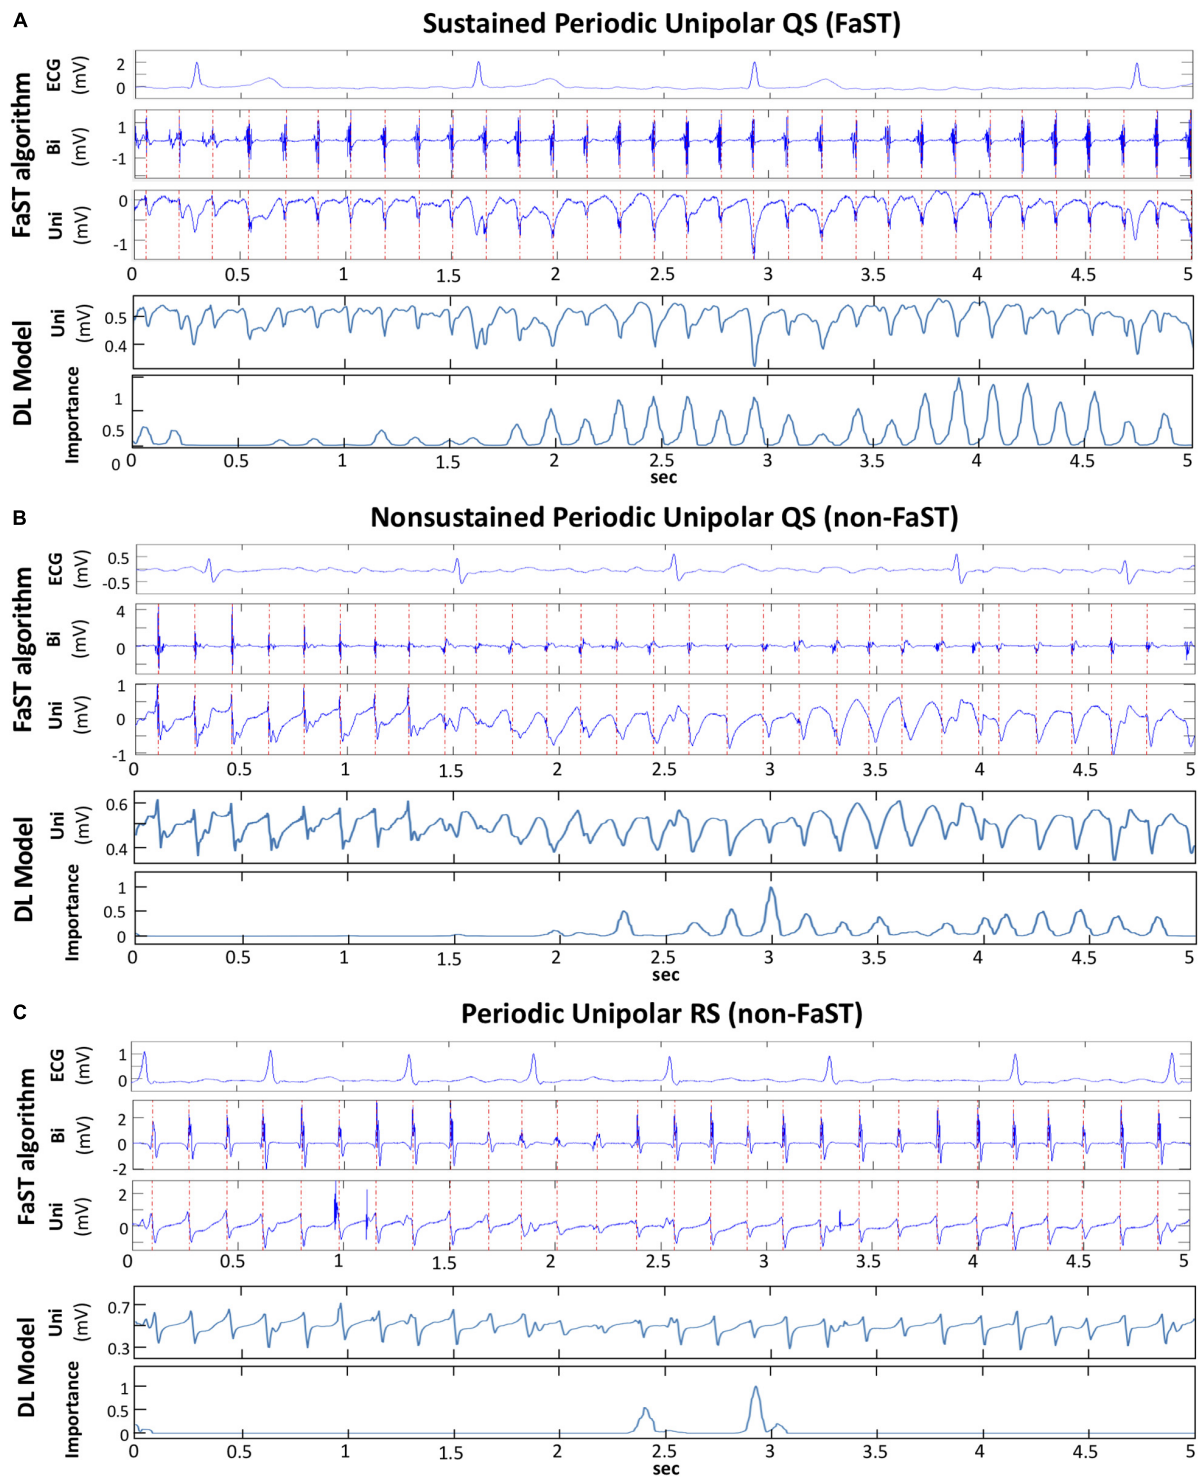 A
Sustained Periodic Unipolar QS (FaST)
FaST algorithm
ECG
(mV)
2
0
Bi
(mV)
1
-1
Uni
(mV)
0
-1
0 0.5 1 1.5 2 2.5 3 3.5 4 4.5 5
DL Model
Uni
(mV)
0.5
0.4
Importance
1
0.5
0
0 0.5 1 1.5 2 2.5 3 3.5 4 4.5 5
sec
B
Nonsustained Periodic Unipolar QS (non-FaST)
FaST algorithm
ECG
(mV)
0.5
-0.5
Bi
(mV)
4
0
Uni
(mV)
1
0
-1
0 0.5 1 1.5 2 2.5 3 3.5 4 4.5 5
DL Model
Uni
(mV)
0.6
0.4
Importance
1
0.5
0
0 0.5 1 1.5 2 2.5 3 3.5 4 4.5 5
sec
C
Periodic Unipolar RS (non-FaST)
FaST algorithm
ECG
(mV)
1
0
Bi
(mV)
2
0
-2
Uni
(mV)
2
0
0 0.5 1 1.5 2 2.5 3 3.5 4 4.5 5
DL Model
Uni
(mV)
0.7
0.3
Importance
1
0.5
0
0 0.5 1 1.5 2 2.5 3 3.5 4 4.5 5
sec